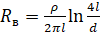 R_в = ρ/(2πl) ln 4l/d